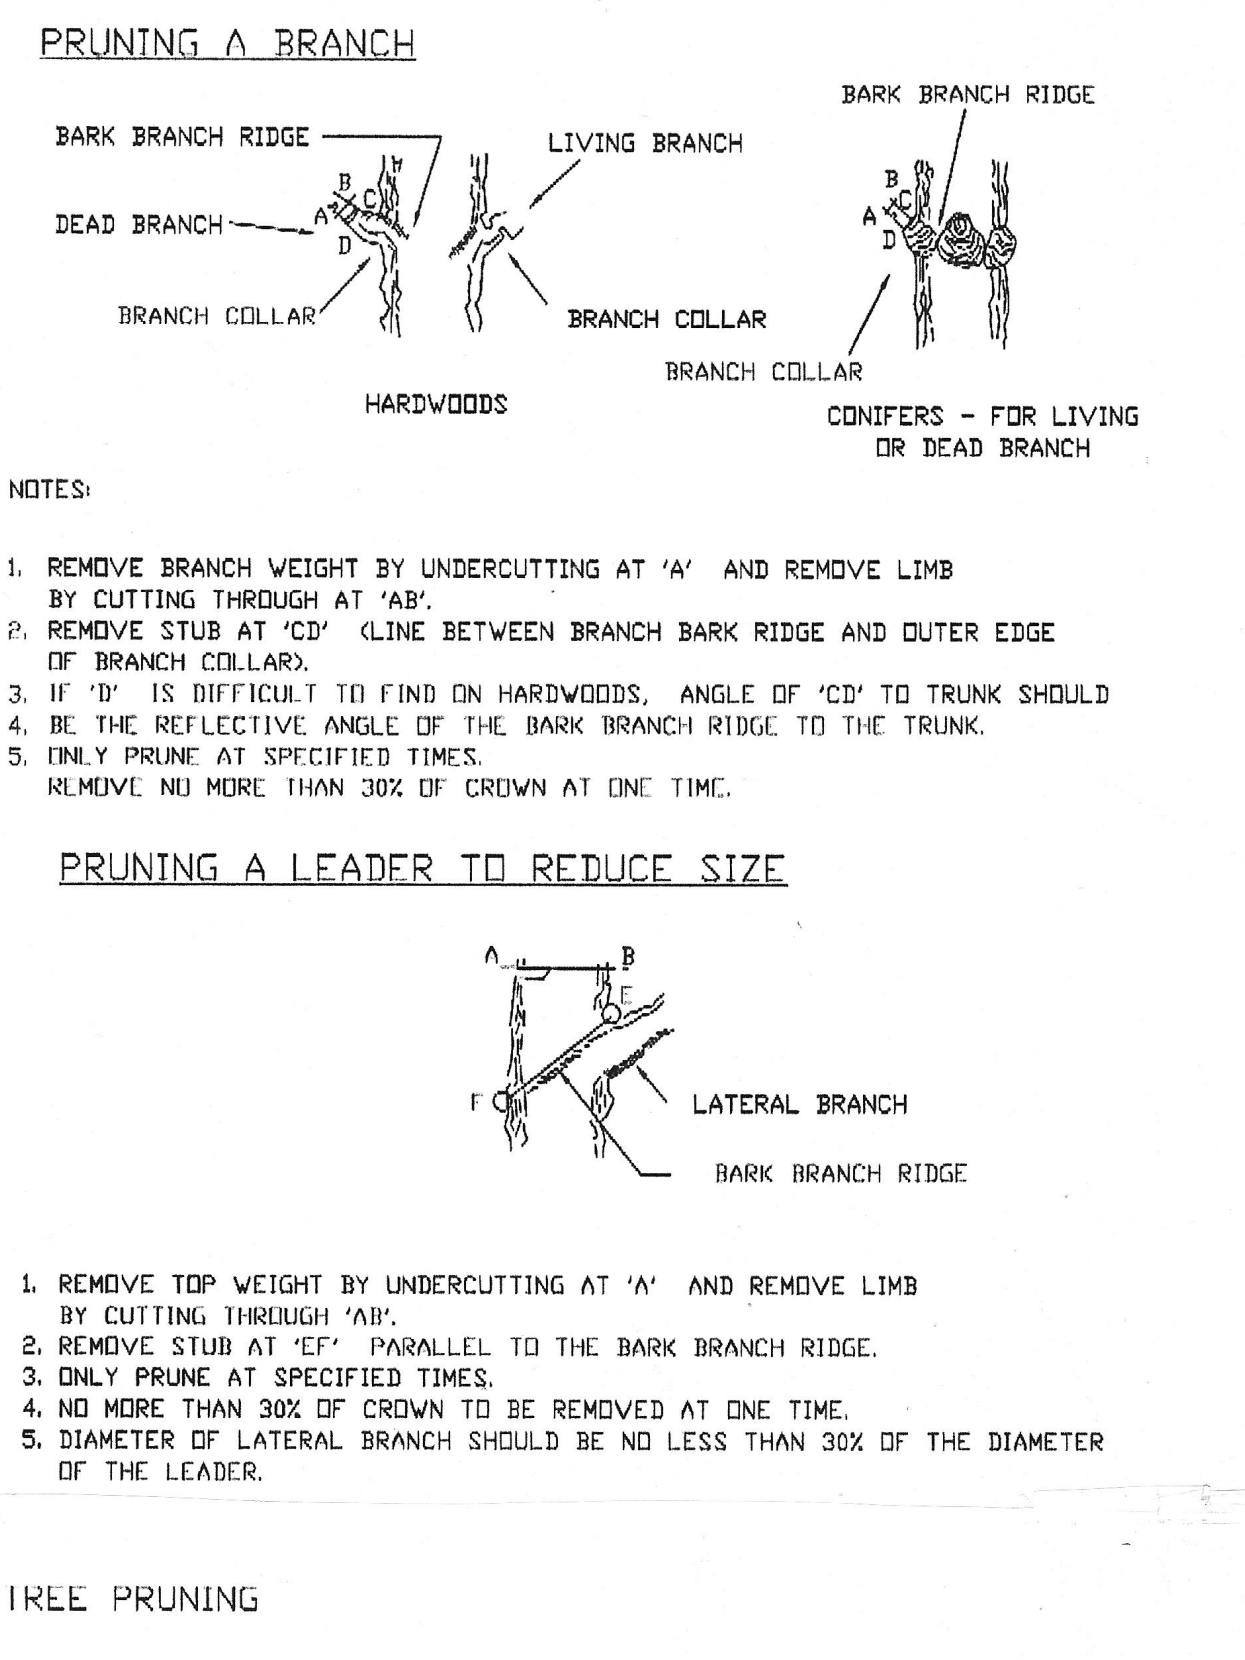 PRUNING A BRANCH
BARK BRANCH RIDGE
BARK BRANCH RIDGE
LIVING BRANCH
B
C
A
D
DEAD BRANCH
B
C
A
D
BRANCH COLLAR
BRANCH COLLAR
BRANCH COLLAR
HARDWOODS
CONIFERS - FOR LIVING
OR DEAD BRANCH
NOTES:
1. REMOVE BRANCH WEIGHT BY UNDERCUTTING AT 'A' AND REMOVE LIMB
BY CUTTING THROUGH AT 'AB'.
2. REMOVE STUB AT 'CD' (LINE BETWEEN BRANCH BARK RIDGE AND OUTER EDGE
OF BRANCH COLLAR).
3. IF 'D' IS DIFFICULT TO FIND ON HARDWOODS, ANGLE OF 'CD' TO TRUNK SHOULD
4. BE THE REFLECTIVE ANGLE OF THE BARK BRANCH RIDGE TO THE TRUNK.
5. ONLY PRUNE AT SPECIFIED TIMES.
REMOVE NO MORE THAN 30% OF CROWN AT ONE TIME.
PRUNING A LEADER TO REDUCE SIZE
A
B
E
F
LATERAL BRANCH
BARK BRANCH RIDGE
1. REMOVE TOP WEIGHT BY UNDERCUTTING AT 'A' AND REMOVE LIMB
BY CUTTING THROUGH 'AB'.
2. REMOVE STUB AT 'EF' PARALLEL TO THE BARK BRANCH RIDGE.
3. ONLY PRUNE AT SPECIFIED TIMES.
4. NO MORE THAN 30% OF CROWN TO BE REMOVED AT ONE TIME.
5. DIAMETER OF LATERAL BRANCH SHOULD BE NO LESS THAN 30% OF THE DIAMETER
OF THE LEADER.
TREE PRUNING